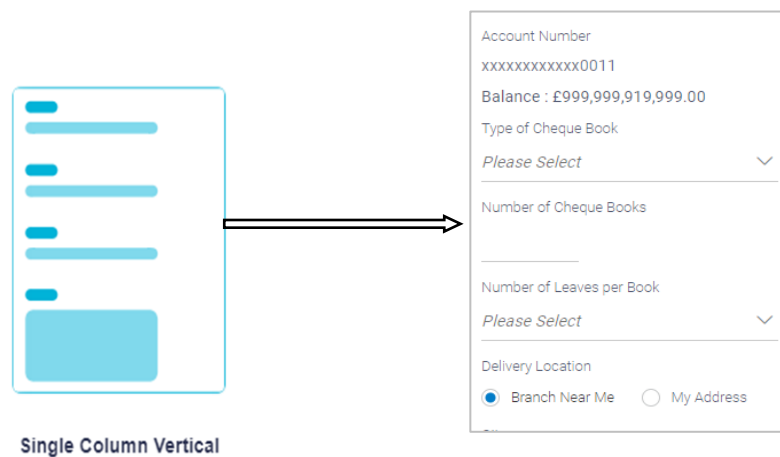 Account Number
xxxxxxxxxxxx0011
Balance : £999,999,919,999.00
Type of Cheque Book
Please Select
Number of Cheque Books
Number of Leaves per Book
Please Select
Delivery Location
Branch Near Me My Address
Single Column Vertical